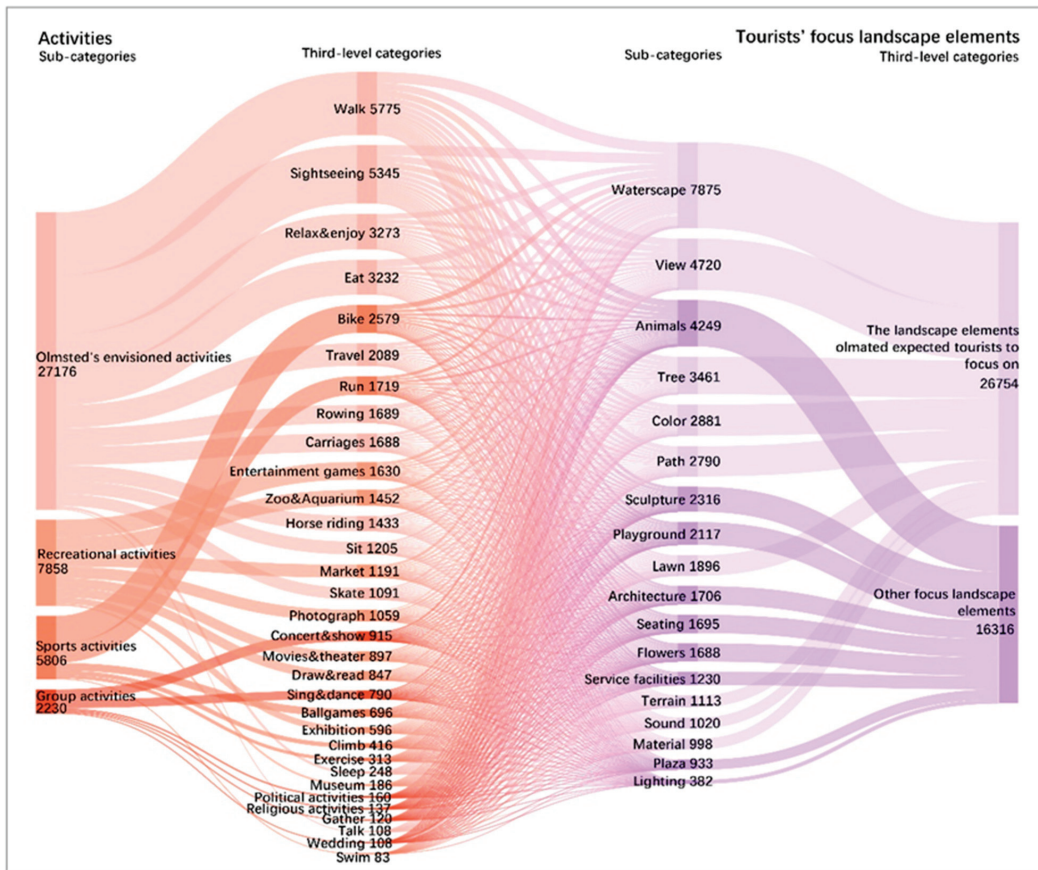 Activities
Sub-categories
Third-level categories
Sub-categories
Tourists' focus landscape elements
Third-level categories
Olmsted's envisioned activities
27176
Recreational activities
7858
Sports activities
5806
Group activities
2230
Walk 5775
Sightseeing 5345
Relax&enjoy 3273
Eat 3232
Bike 2579
Travel 2089
Run 1719
Rowing 1689
Carriages 1688
Entertainment games 1630
Zoo&Aquarium 1452
Horse riding 1433
Sit 1205
Market 1191
Skate 1091
Photograph 1059
Concert&show 915
Movies&theater 897
Draw&read 847
Sing&dance 790
Ballgames 696
Exhibition 596
Climb 416
Exercise 313
Sleep 248
Museum 186
Political activities 160
Religious activities 137
Gather 120
Talk 108
Wedding 108
Swim 83
Waterscape 7875
View 4720
Animals 4249
Tree 3461
Color 2881
Path 2790
Sculpture 2316
Playground 2117
Lawn 1896
Architecture 1706
Seating 1695
Flowers 1688
Service facilities 1230
Terrain 1113
Sound 1020
Material 998
Plaza 933
Lighting 382
The landscape elements
olmated expected tourists to
focus on
26754
Other focus landscape
elements
16316